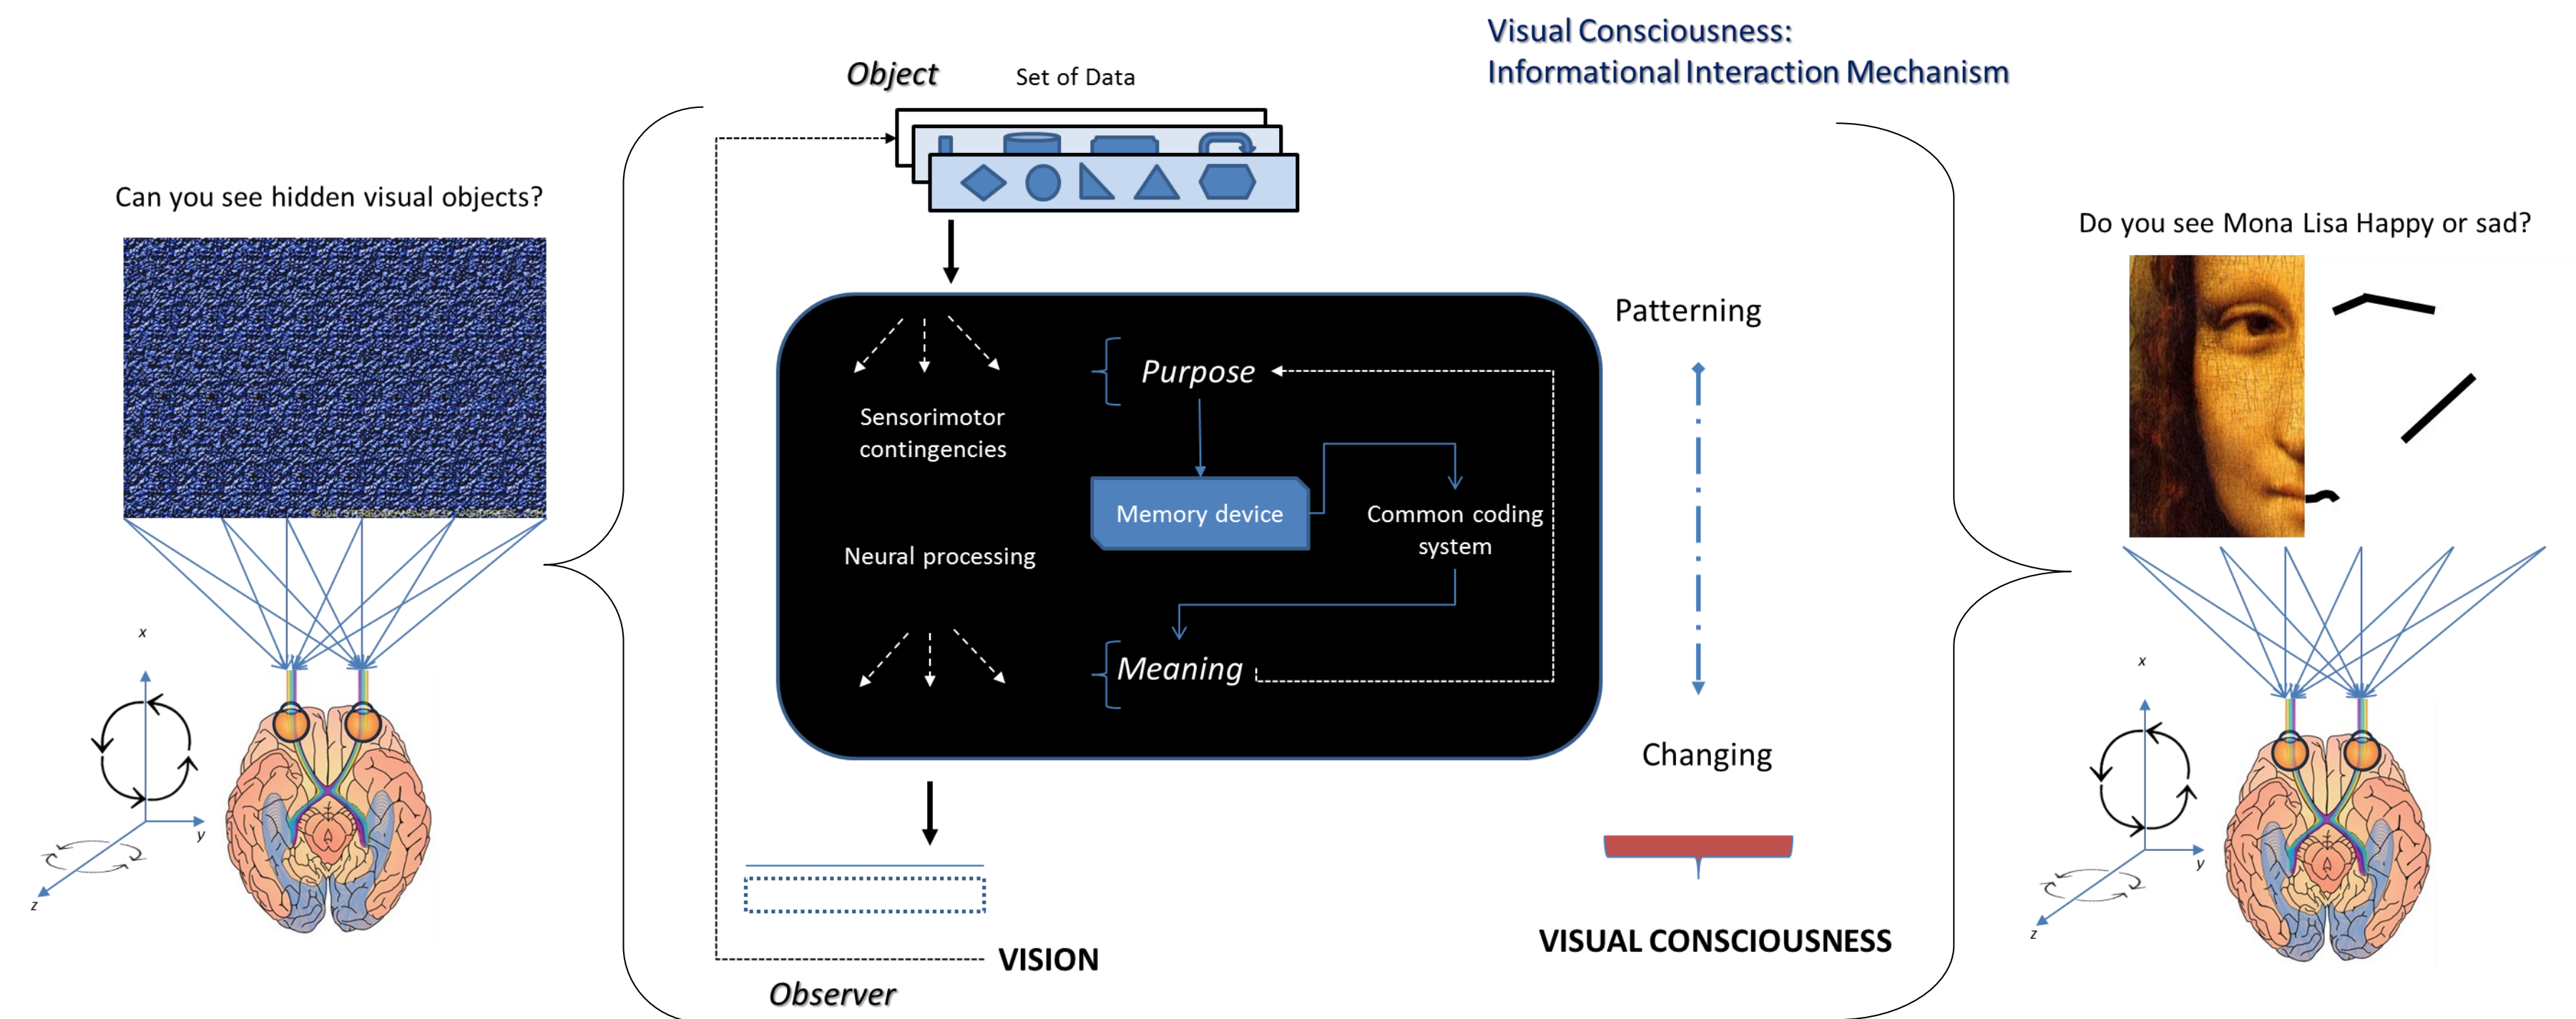 Visual Consciousness:
Informational Interaction Mechanism
Object
Set of Data
Can you see hidden visual objects?
Do you see Mona Lisa Happy or sad?
Patterning
Purpose
Sensorimotor
contingencies
Memory device
Common coding
system
Neural processing
Meaning
Changing
x
y
z
x
y
z
VISUAL CONSCIOUSNESS
VISION
Observer